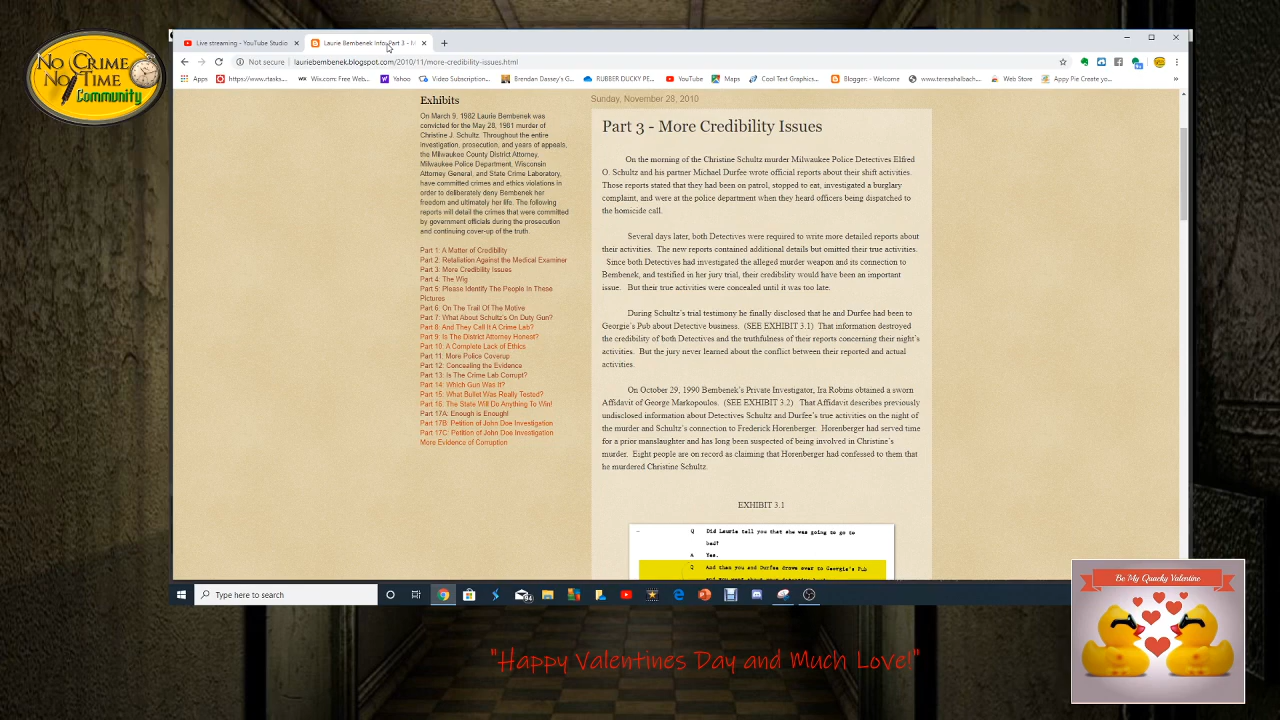 NO CRIME
NO TIME
Community
Live streaming - YouTube Studio
Laurie Bembenek Info: Part 3 - M
Not secure
lauriebembenek.blogspot.com/2010/11/more-credibility-issues.html
Apps
https://www.rtasks...
Wix.com: Free Web...
Yahoo
Video Subscription...
Brendan Dassey's G...
RUBBER DUCKY PE...
YouTube
Maps
Cool Text Graphics...
Blogger: - Welcome
www.teresahalbach...
Web Store
Appy Pie Create yo...
Exhibits
On March 9, 1982 Laurie Bembenek was
convicted for the May 28, 1981 murder of
Christine J. Schultz. Throughout the entire
investigation, prosecution, and years of appeals,
the Milwaukee County District Attorney,
Milwaukee Police Department, Wisconsin
Attorney General, and State Crime Laboratory,
have committed crimes and ethics violations in
order to deliberately deny Bembenek her
freedom and ultimately her life. The following
reports will detail the crimes that were committed
by government officials during the prosecution
and continuing cover-up of the truth.
Part 1: A Matter of Credibility
Part 2: Retaliation Against the Medical Examiner
Part 3: More Credibility Issues
Part 4: The Wig
Part 5: Please Identify The People In These
Pictures
Part 6: On The Trail Of The Motive
Part 7: What About Schultz's On Duty Gun?
Part 8: And They Call It A Crime Lab?
Part 9: Is The District Attorney Honest?
Part 10: A Complete Lack of Ethics
Part 11: More Police Coverup
Part 12: Concealing the Evidence
Part 13: Is The Crime Lab Corrupt?
Part 14: Which Gun Was It?
Part 15: What Bullet Was Really Tested?
Part 16: The State Will Do Anything To Win!
Part 17A: Enough is Enough!
Part 17B: Petition of John Doe Investigation
Part 17C: Petition of John Doe Investigation
More Evidence of Corruption
Sunday, November 28, 2010
Part 3 - More Credibility Issues
On the morning of the Christine Schultz murder Milwaukee Police Detectives Elfred
O. Schultz and his partner Michael Durfee wrote official reports about their shift activities.
Those reports stated that they had been on patrol, stopped to eat, investigated a burglary
complaint, and were at the police department when they heard officers being dispatched to
the homicide call.
Several days later, both Detectives were required to write more detailed reports about
their activities. The new reports contained additional details but omitted their true activities.
Since both Detectives had investigated the alleged murder weapon and its connection to
Bembenek, and testified in her jury trial, their credibility would have been an important
issue. But their true activities were concealed until it was too late.
During Schultz's trial testimony he finally disclosed that he and Durfee had been to
Georgie's Pub about Detective business. (SEE EXHIBIT 3.1) That information destroyed
the credibility of both Detectives and the truthfulness of their reports concerning their night's
activities. But the jury never learned about the conflict between their reported and actual
activities.
On October 29, 1990 Bembenek's Private Investigator, Ira Robins obtained a sworn
Affidavit of George Markopoulos. (SEE EXHIBIT 3.2) That Affidavit describes previously
undisclosed information about Detectives Schultz and Durfee's true activities on the night of
the murder and Schultz's connection to Frederick Horenberger. Horenberger had served time
for a prior manslaughter and has long been suspected of being involved in Christine's
murder. Eight people are on record as claiming that Horenberger had confessed to them that
he murdered Christine Schultz.
EXHIBIT 3.1
Q Did Laurie tell you that she was going to go to
bed?
A Yes.
Q And then you and Durfee drove over to Georgie's Pub
Type here to search
Be My Quacky Valentine
"Happy Valentines Day and Much Love!"